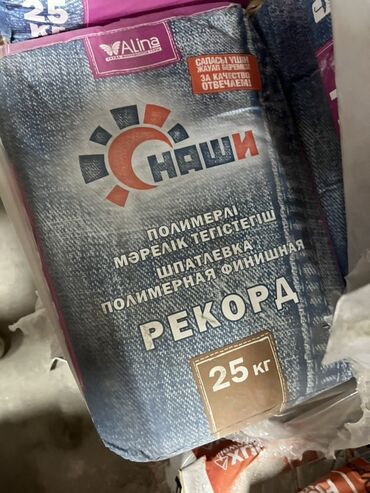 25
КГ
Alina
САПАСЫ ҮШІН
ЖАУАП БЕРЕМІЗ!
ЗА КАЧЕСТВО
ОТВЕЧАЕМ!
НАШИ
ПОЛИМЕРЛІ
МӘРЕЛІК ТЕГІСТЕГІШ
ШПАТЛЕВКА
ПОЛИМЕРНАЯ ФИНИШНАЯ
РЕКОРД
25 КГ